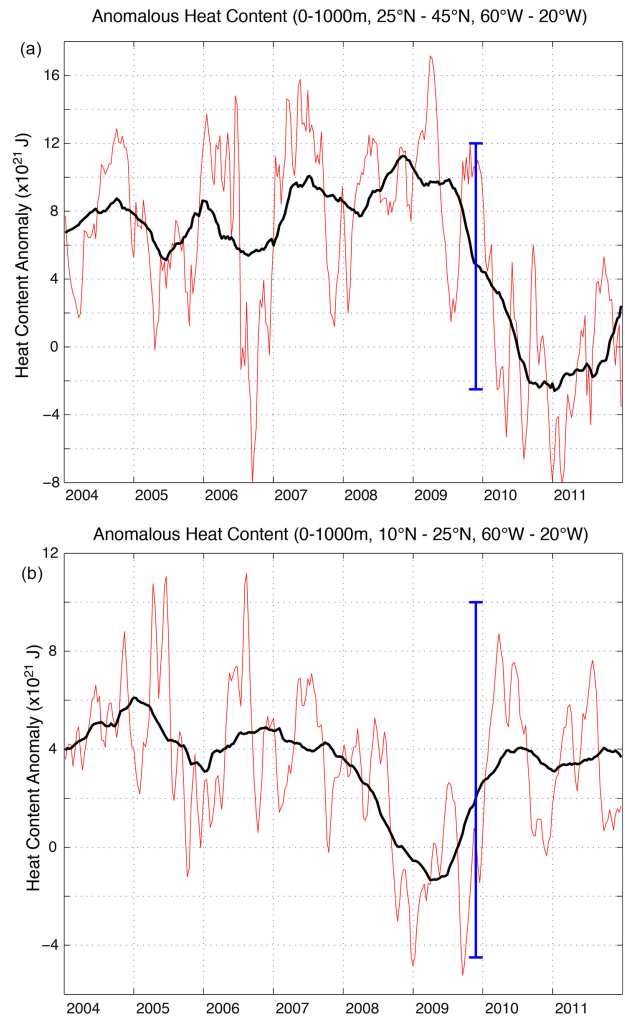 Anomalous Heat Content (0-1000m, 25°N - 45°N, 60°W - 20°W)
(a)
16
12
8
4
0
−4
−8
Heat Content Anomaly (x10²¹ J)
2004 2005 2006 2007 2008 2009 2010 2011
Anomalous Heat Content (0-1000m, 10°N - 25°N, 60°W - 20°W)
(b)
12
8
4
0
−4
Heat Content Anomaly (x10²¹ J)
2004 2005 2006 2007 2008 2009 2010 2011